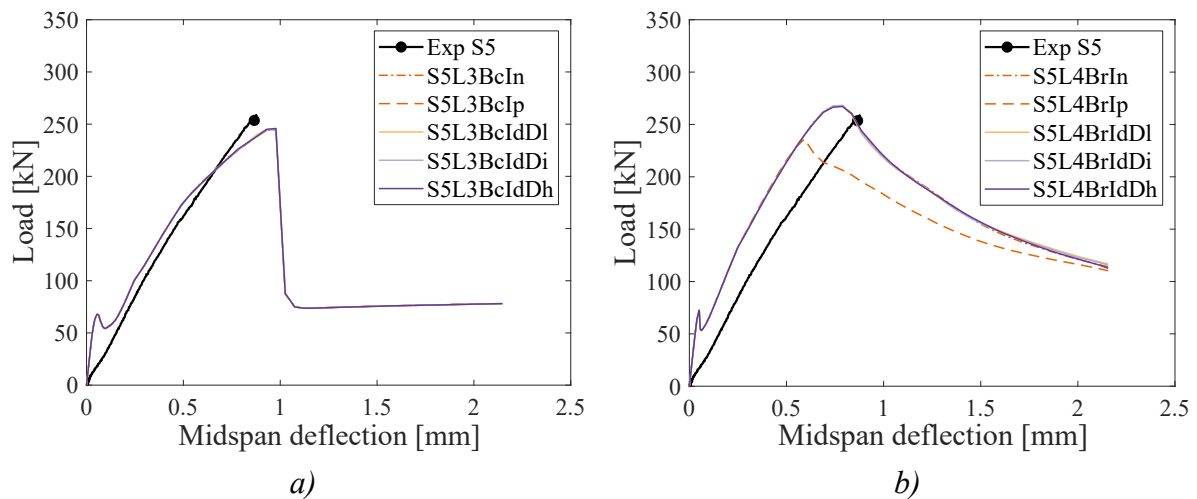 350
300
250
200
150
100
50
0
Load [kN]
0 0.5 1 1.5 2 2.5
Midspan deflection [mm]
Exp S5
S5L3BcIn
S5L3BcIp
S5L3BcIdDl
S5L3BcIdDi
S5L3BcIdDh
a)
350
300
250
200
150
100
50
0
Load [kN]
0 0.5 1 1.5 2 2.5
Midspan deflection [mm]
Exp S5
S5L4BrIn
S5L4BrIp
S5L4BrIdDl
S5L4BrIdDi
S5L4BrIdDh
b)